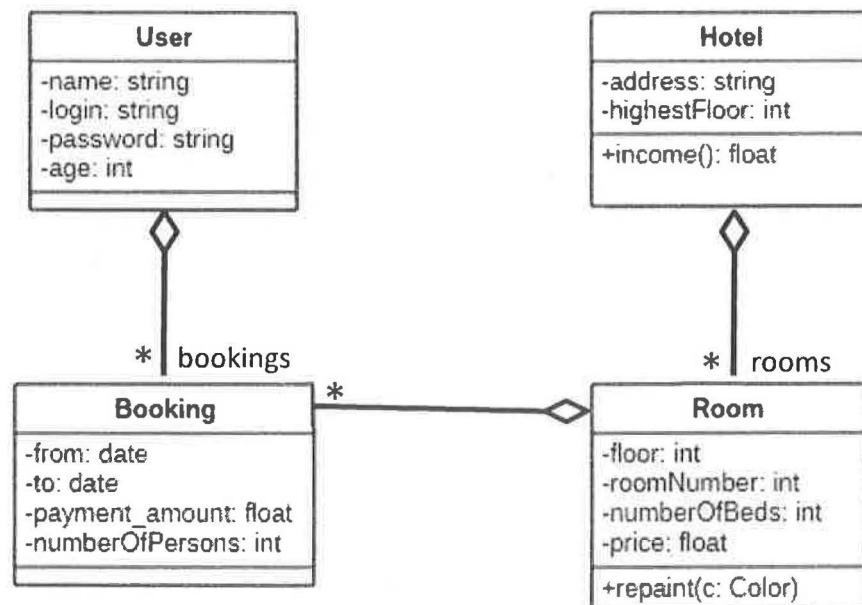 User
-name: string
-login: string
-password: string
-age: int
Hotel
-address: string
-highestFloor: int
+income(): float
* bookings
* rooms
*
Booking
-from: date
-to: date
-payment_amount: float
-numberOfPersons: int
Room
-floor: int
-roomNumber: int
-numberOfBeds: int
-price: float
+repaint(c: Color)